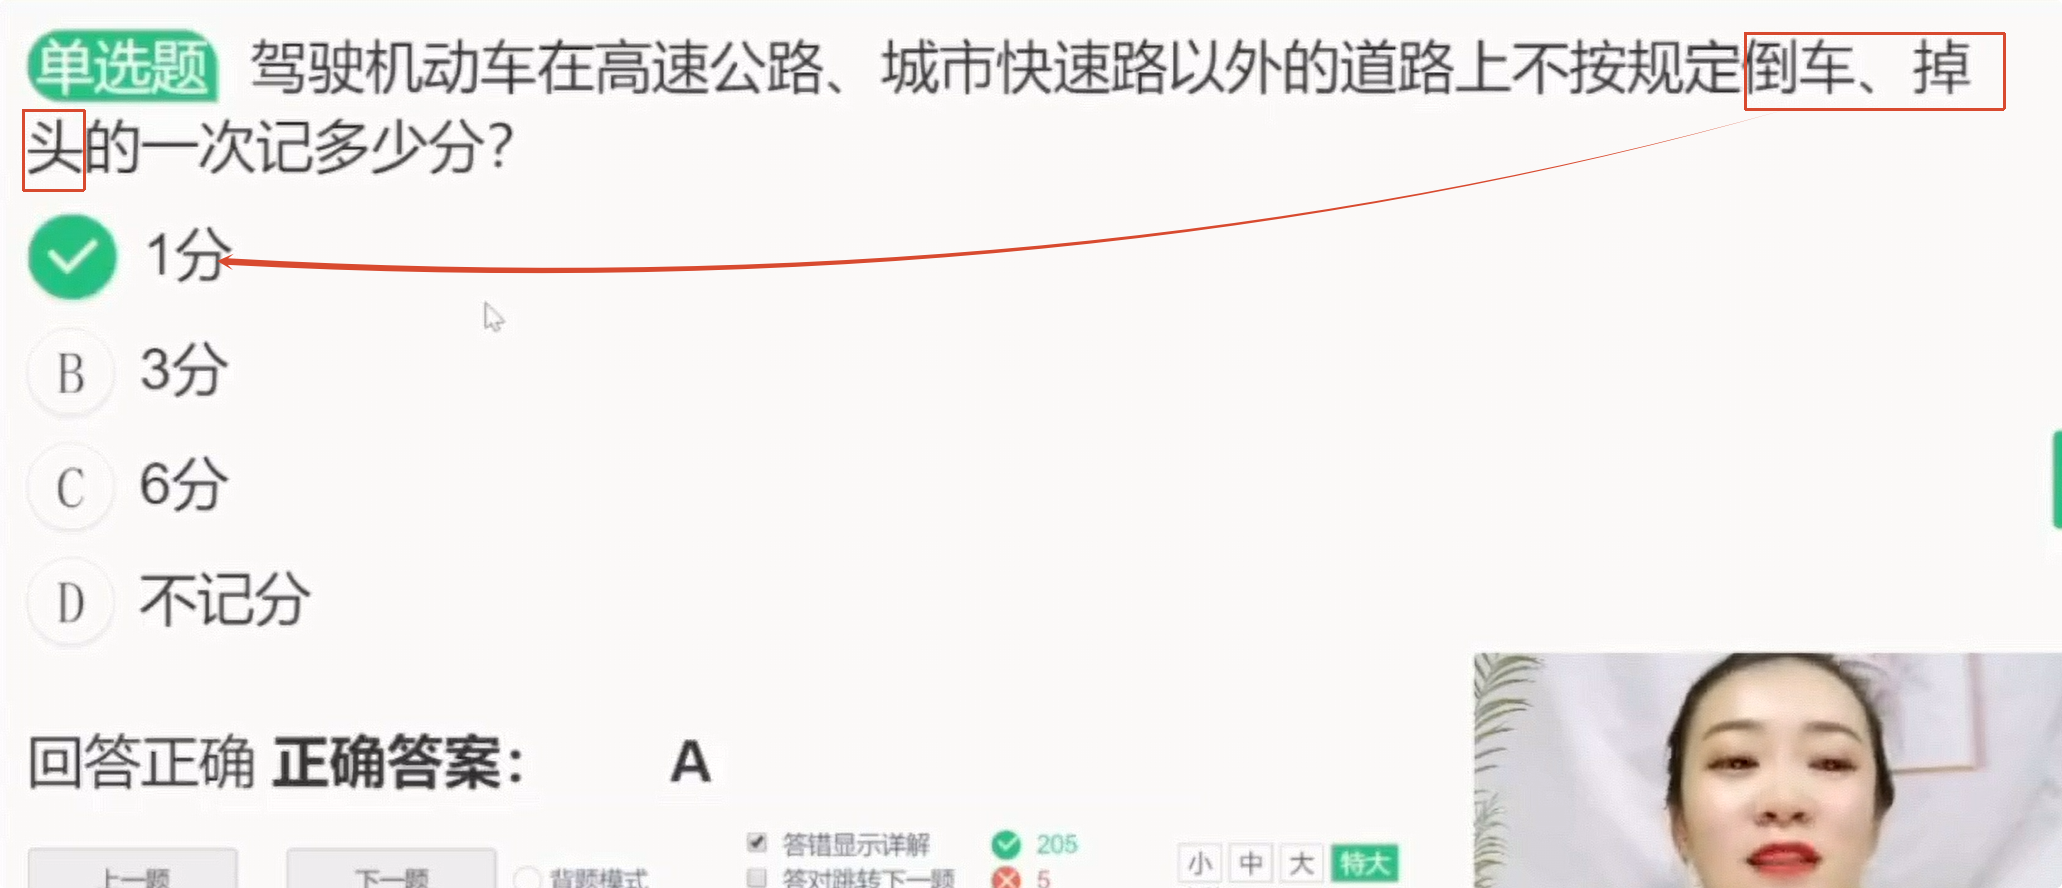 单选题 驾驶机动车在高速公路、城市快速路以外的道路上不按规定倒车、掉
头的一次记多少分?
1分
B 3分
C 6分
D 不记分
回答正确 正确答案： A
答错显示详解 205
小 中 大 特大
上一题 下一题 背题模式 答对跳转下一题 5